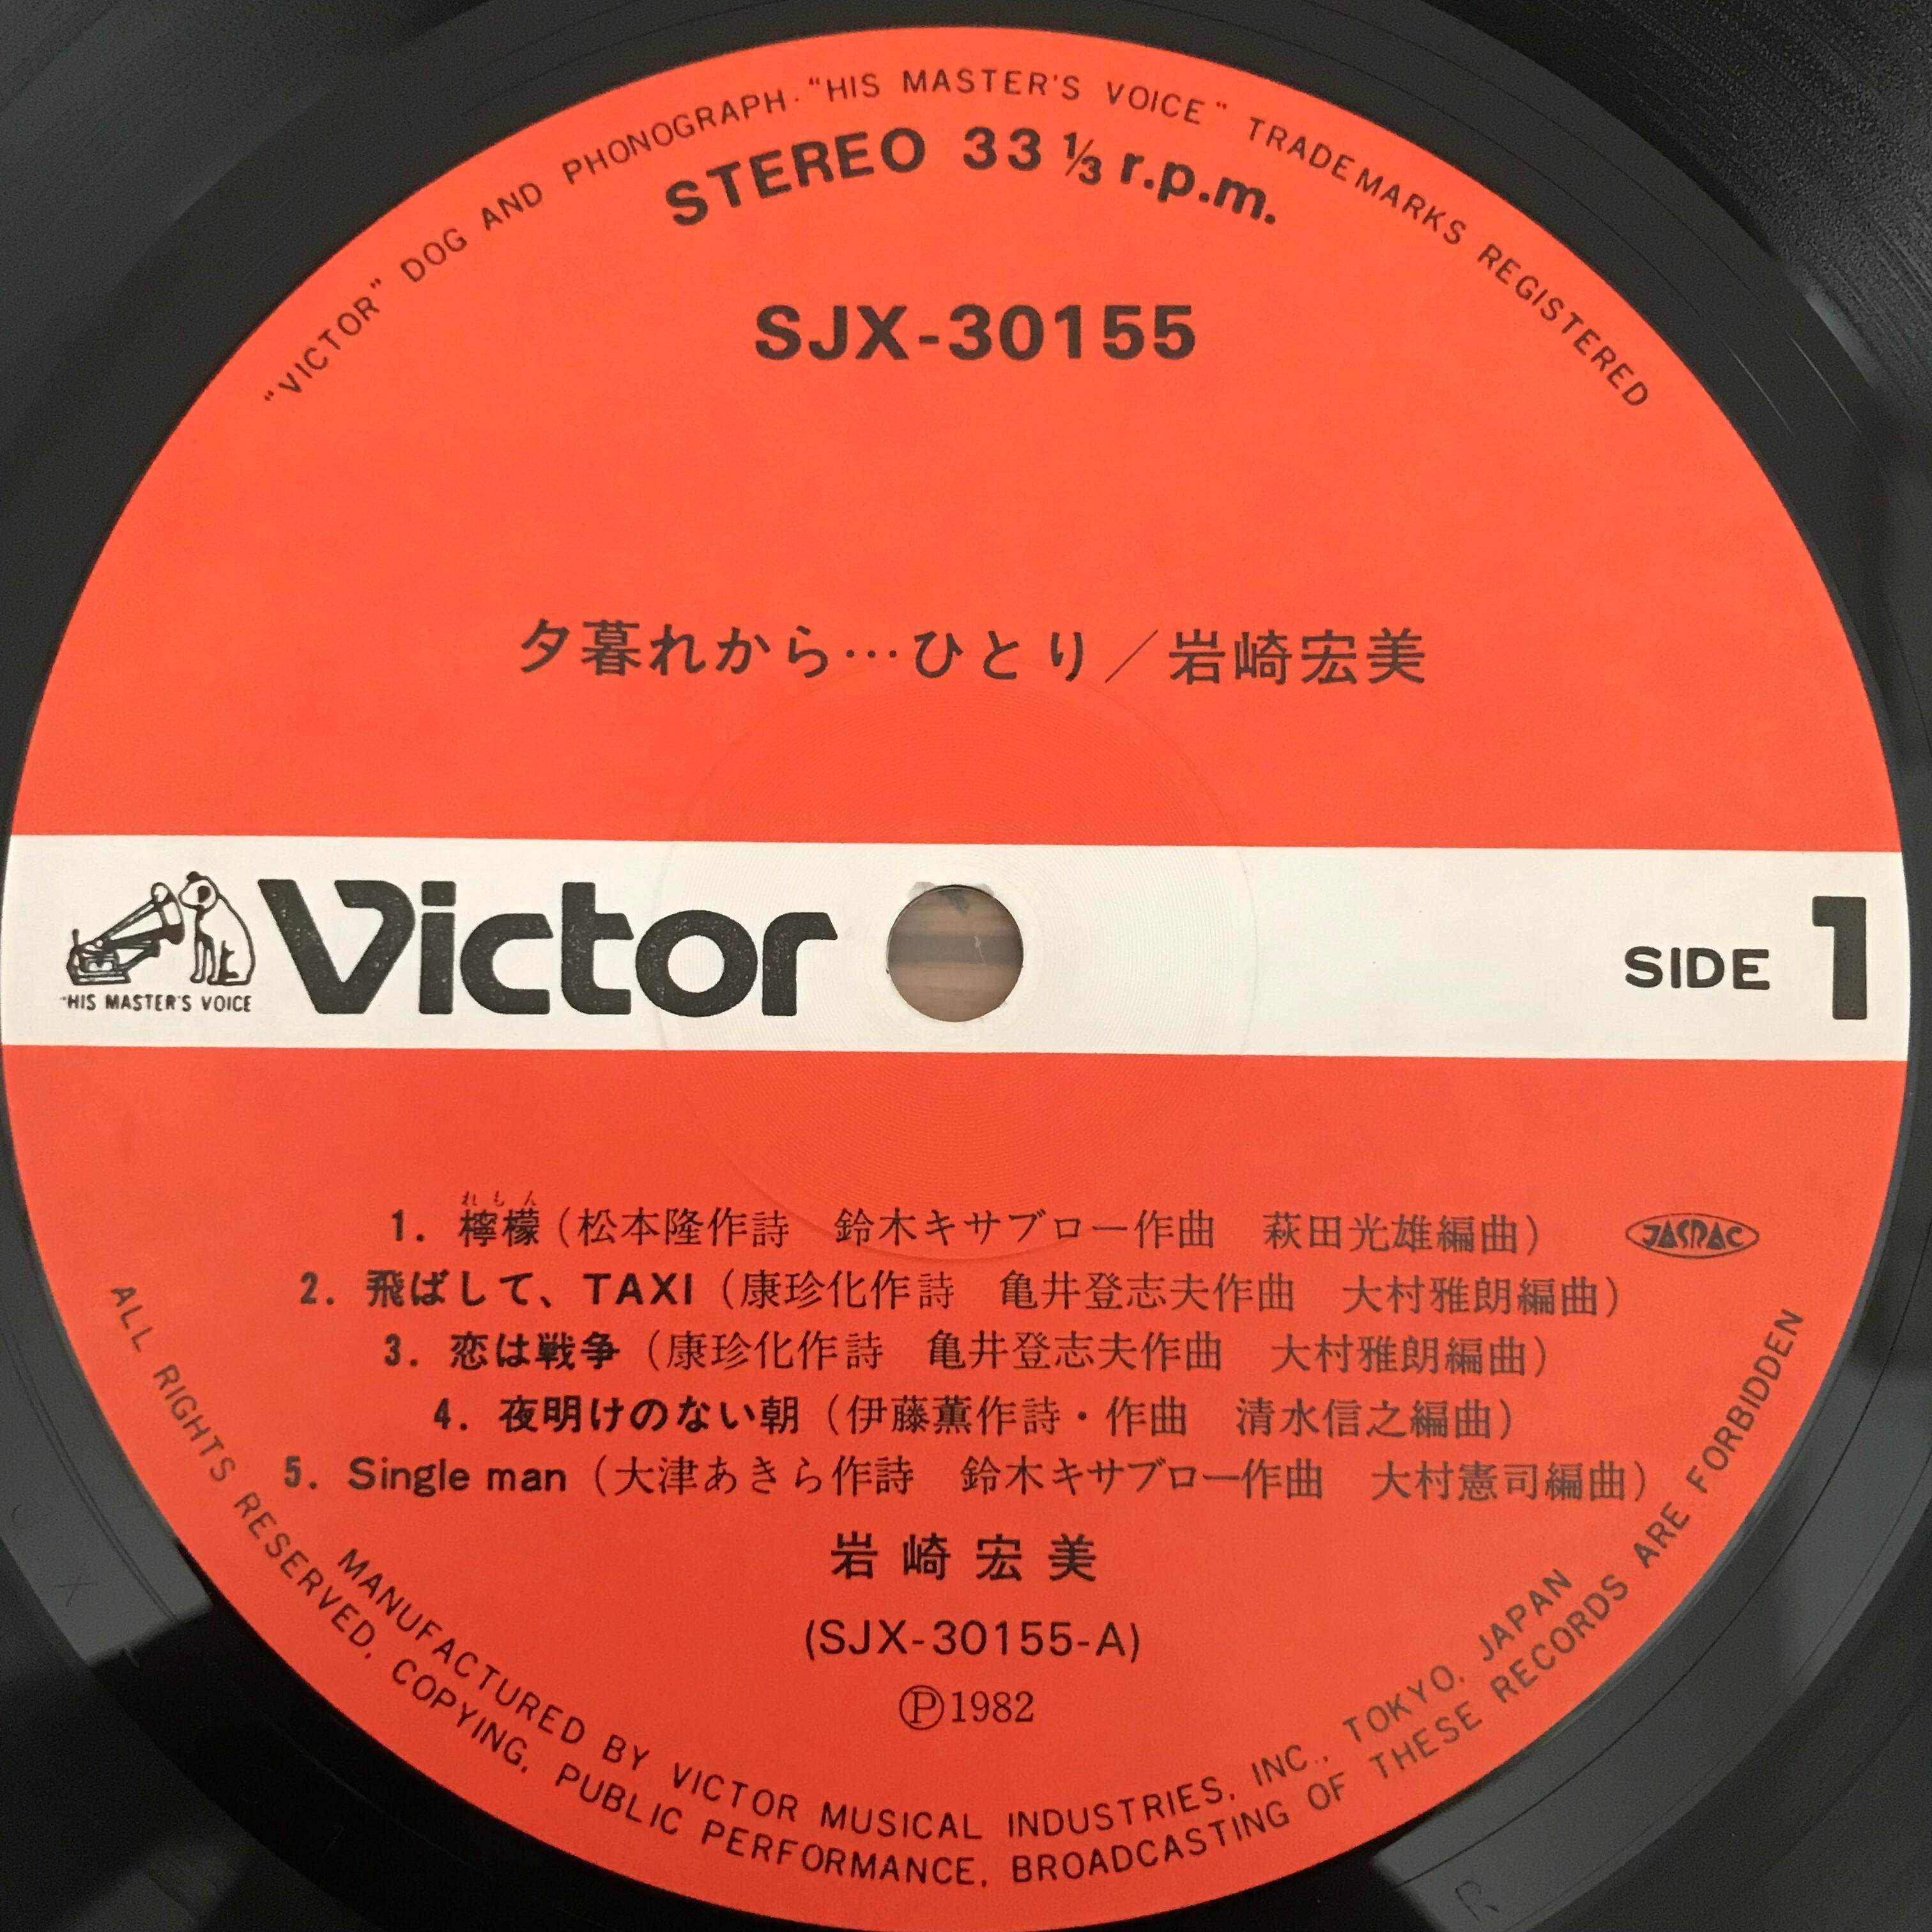 "VICTOR" DOG AND PHONOGRAPH · "HIS MASTER'S VOICE" TRADEMARKS REGISTERED
STEREO 33 ⅓ r.p.m.
SJX-30155
夕暮れから…ひとり／岩崎宏美
"HIS MASTER'S VOICE
Victor
SIDE 1
れもん
1. 檸檬（松本隆作詩　鈴木キサブロー作曲　萩田光雄編曲）
JASRAC
2. 飛ばして、TAXI（康珍化作詩　亀井登志夫作曲　大村雅朗編曲）
3. 恋は戦争（康珍化作詩　亀井登志夫作曲　大村雅朗編曲）
4. 夜明けのない朝（伊藤薫作詩・作曲　清水信之編曲）
5. Single man（大津あきら作詩　鈴木キサブロー作曲　大村憲司編曲）
岩崎宏美
(SJX-30155-A)
Ⓟ1982
MANUFACTURED BY VICTOR MUSICAL INDUSTRIES, INC., TOKYO, JAPAN
ALL RIGHTS RESERVED, COPYING, PUBLIC PERFORMANCE, BROADCASTING OF THESE RECORDS ARE FORBIDDEN